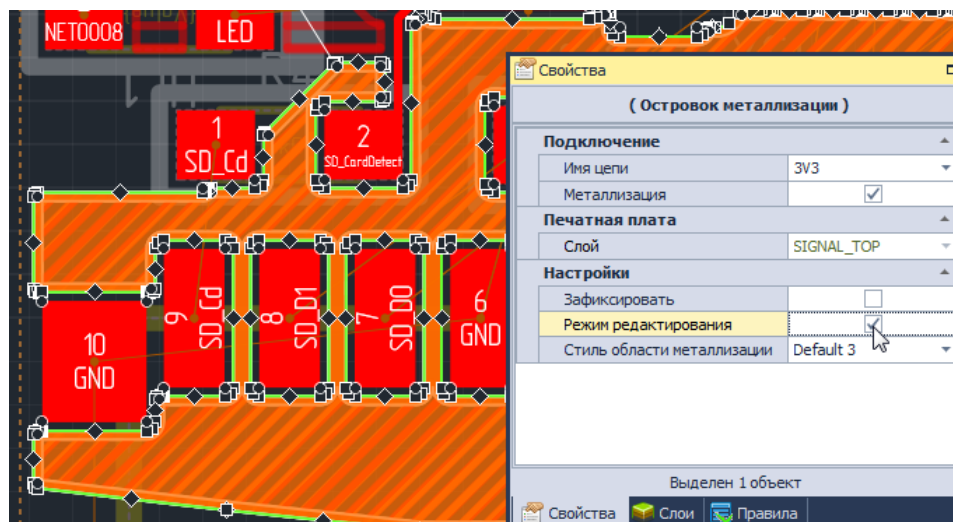 NET0008
LED
1
SD_Cd
2
SD_CardDetect
9
SD_Cd
8
SD_D1
7
SD_D0
6
GND
10
GND
Свойства
( Островок металлизации )
Подключение
Имя цепи 3V3
Металлизация
Печатная плата
Слой SIGNAL_TOP
Настройки
Зафиксировать
Режим редактирования
Стиль области металлизации Default 3
Выделен 1 объект
Свойства Слои Правила